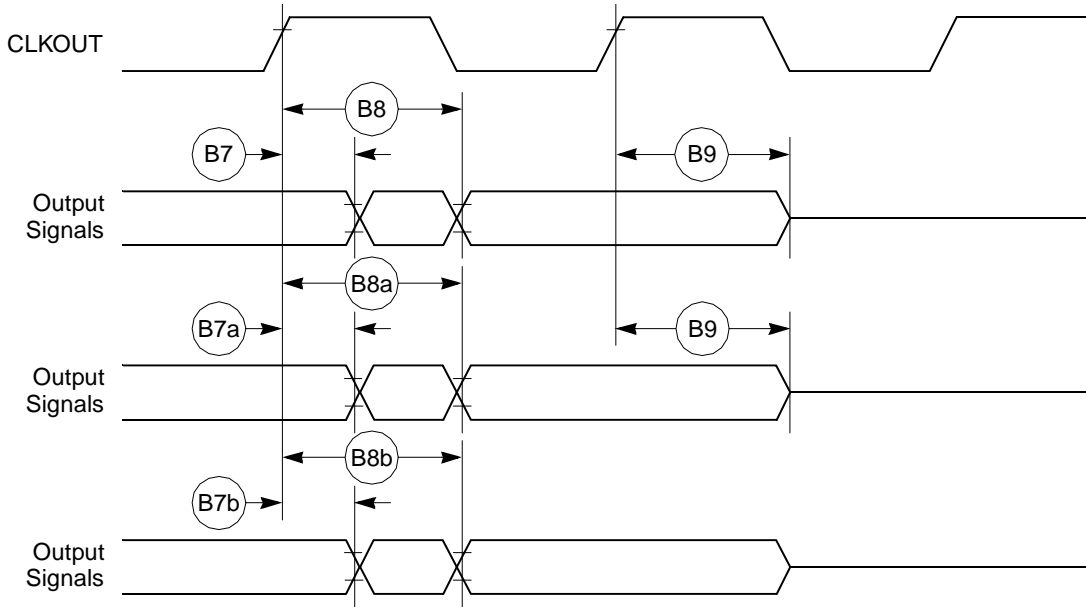 CLKOUT
B8
B7
B9
Output
Signals
B8a
B7a
B9
Output
Signals
B8b
B7b
Output
Signals